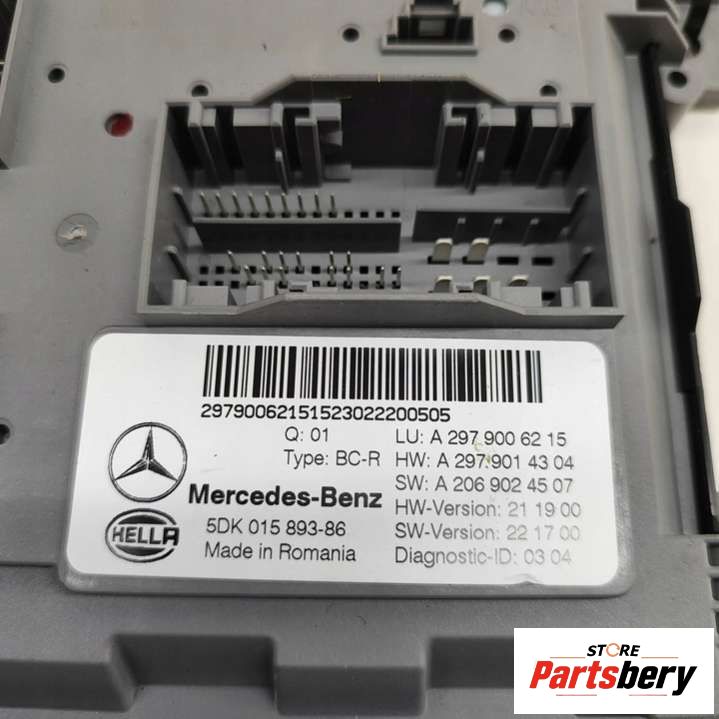 29790062151523022200505
Q: 01
LU: A 297 900 62 15
Type: BC-R
HW: A 297 901 43 04
SW: A 206 902 45 07
Mercedes-Benz
HW-Version: 21 19 00
5DK 015 893-86
SW-Version: 22 17 00
HELLA
Made in Romania
Diagnostic-ID: 03 04
STORE
Partsbery